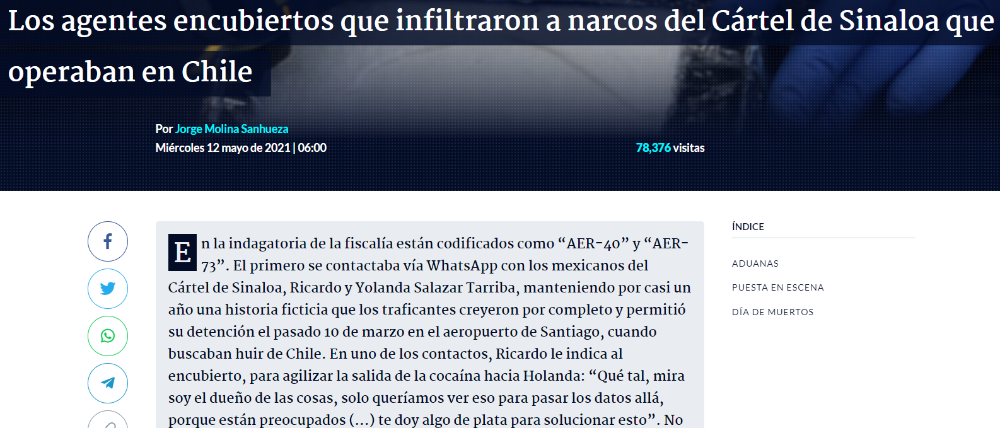 Los agentes encubiertos que infiltraron a narcos del Cártel de Sinaloa que
operaban en Chile
Por Jorge Molina Sanhueza
Miércoles 12 mayo de 2021 | 06:00
78,376 visitas
En la indagatoria de la fiscalía están codificados como “AER-40” y “AER-
73”. El primero se contactaba vía WhatsApp con los mexicanos del
Cártel de Sinaloa, Ricardo y Yolanda Salazar Tarriba, manteniendo por casi un
año una historia ficticia que los traficantes creyeron por completo y permitió
su detención el pasado 10 de marzo en el aeropuerto de Santiago, cuando
buscaban huir de Chile. En uno de los contactos, Ricardo le indica al
encubierto, para agilizar la salida de la cocaína hacia Holanda: “Qué tal, mira
soy el dueño de las cosas, solo queríamos ver eso para pasar los datos allá,
porque están preocupados (...) te doy algo de plata para solucionar esto”. No
ÍNDICE
ADUANAS
PUESTA EN ESCENA
DÍA DE MUERTOS